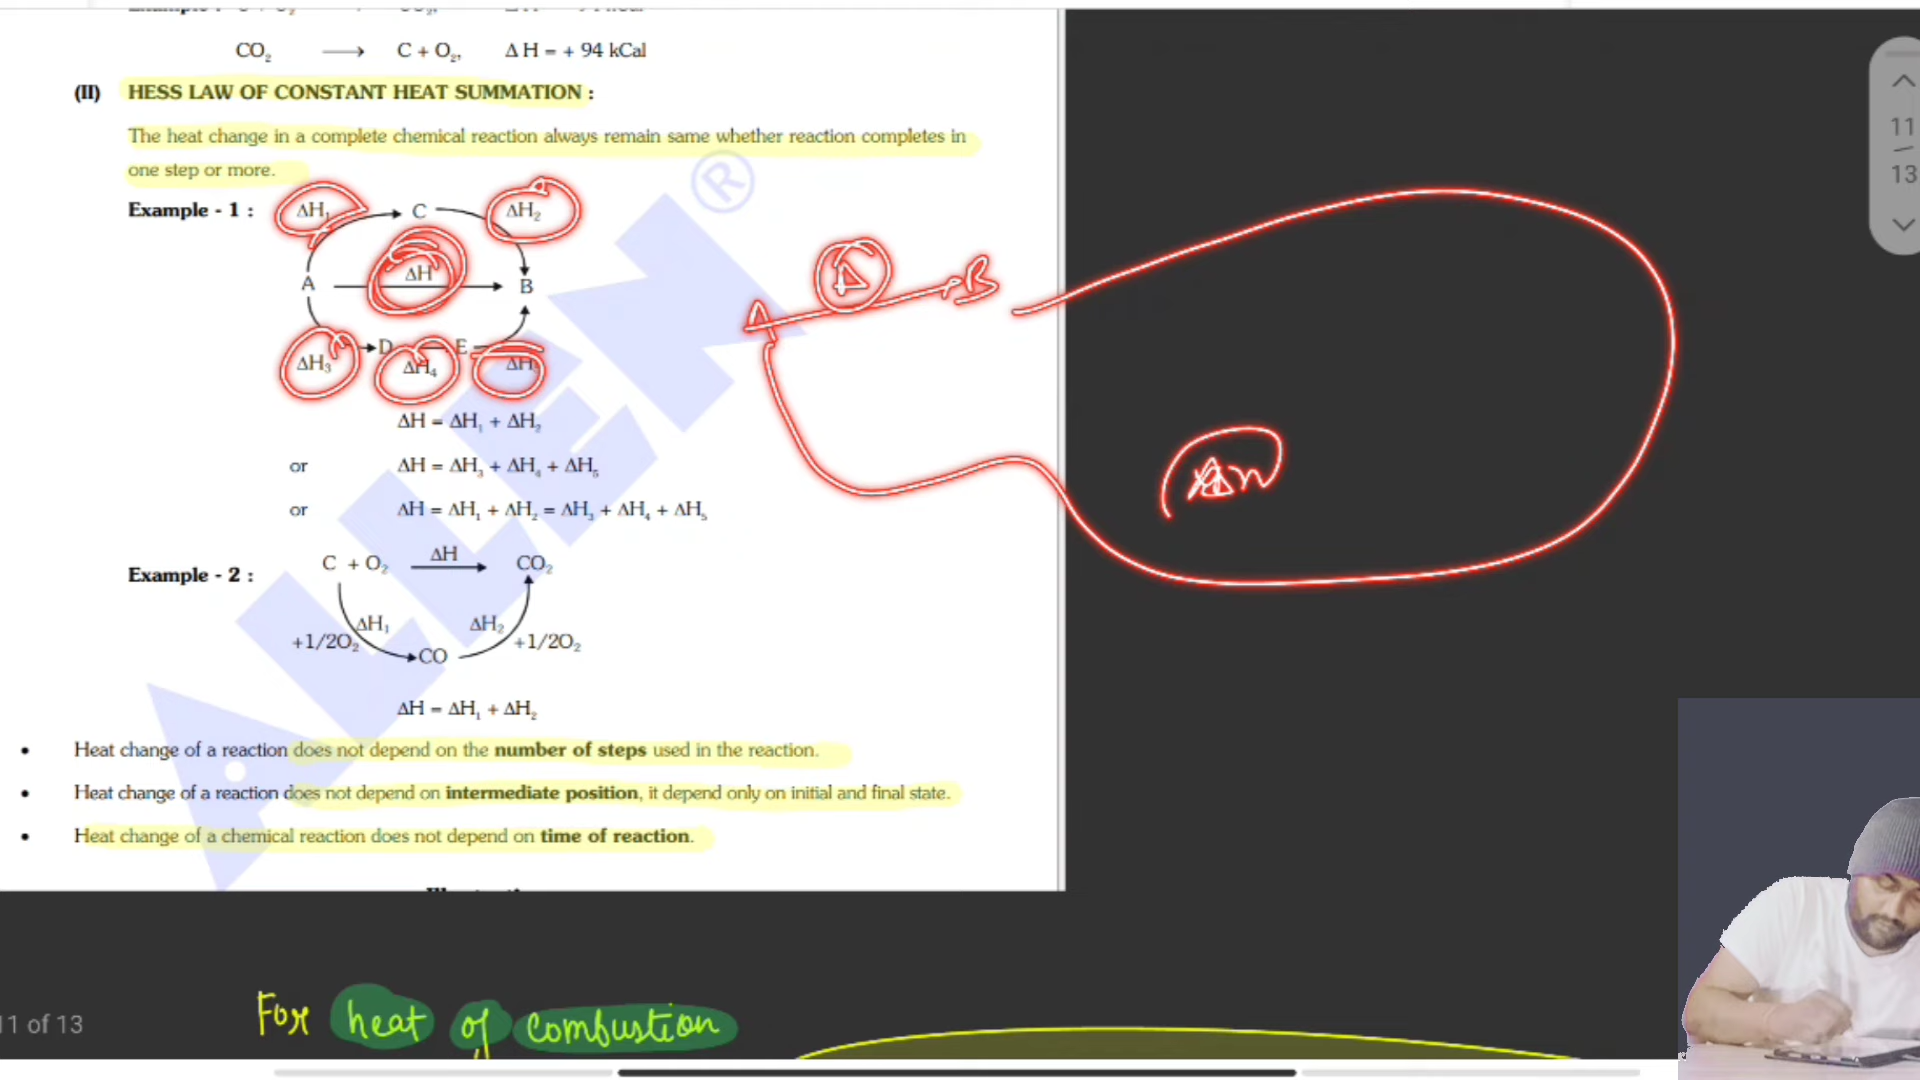 CO₂ ⟶ C + O₂, Δ H = + 94 kCal
(II) HESS LAW OF CONSTANT HEAT SUMMATION :
The heat change in a complete chemical reaction always remain same whether reaction completes in
one step or more.
Example - 1 : ΔH₁ C ΔH₂
ΔH
A B
D E
ΔH₃ ΔH₄ ΔH
ΔH = ΔH₁ + ΔH₂
or ΔH = ΔH₃ + ΔH₄ + ΔH₅
or ΔH = ΔH₁ + ΔH₂ = ΔH₃ + ΔH₄ + ΔH₅
Example - 2 : C + O₂ ΔH CO₂
ΔH₁ ΔH₂
+1/2O₂ +1/2O₂
CO
ΔH = ΔH₁ + ΔH₂
• Heat change of a reaction does not depend on the number of steps used in the reaction.
• Heat change of a reaction does not depend on intermediate position, it depend only on initial and final state.
• Heat change of a chemical reaction does not depend on time of reaction.
ALLEN®
A Δ B
11
13
11 of 13
For heat of combustion